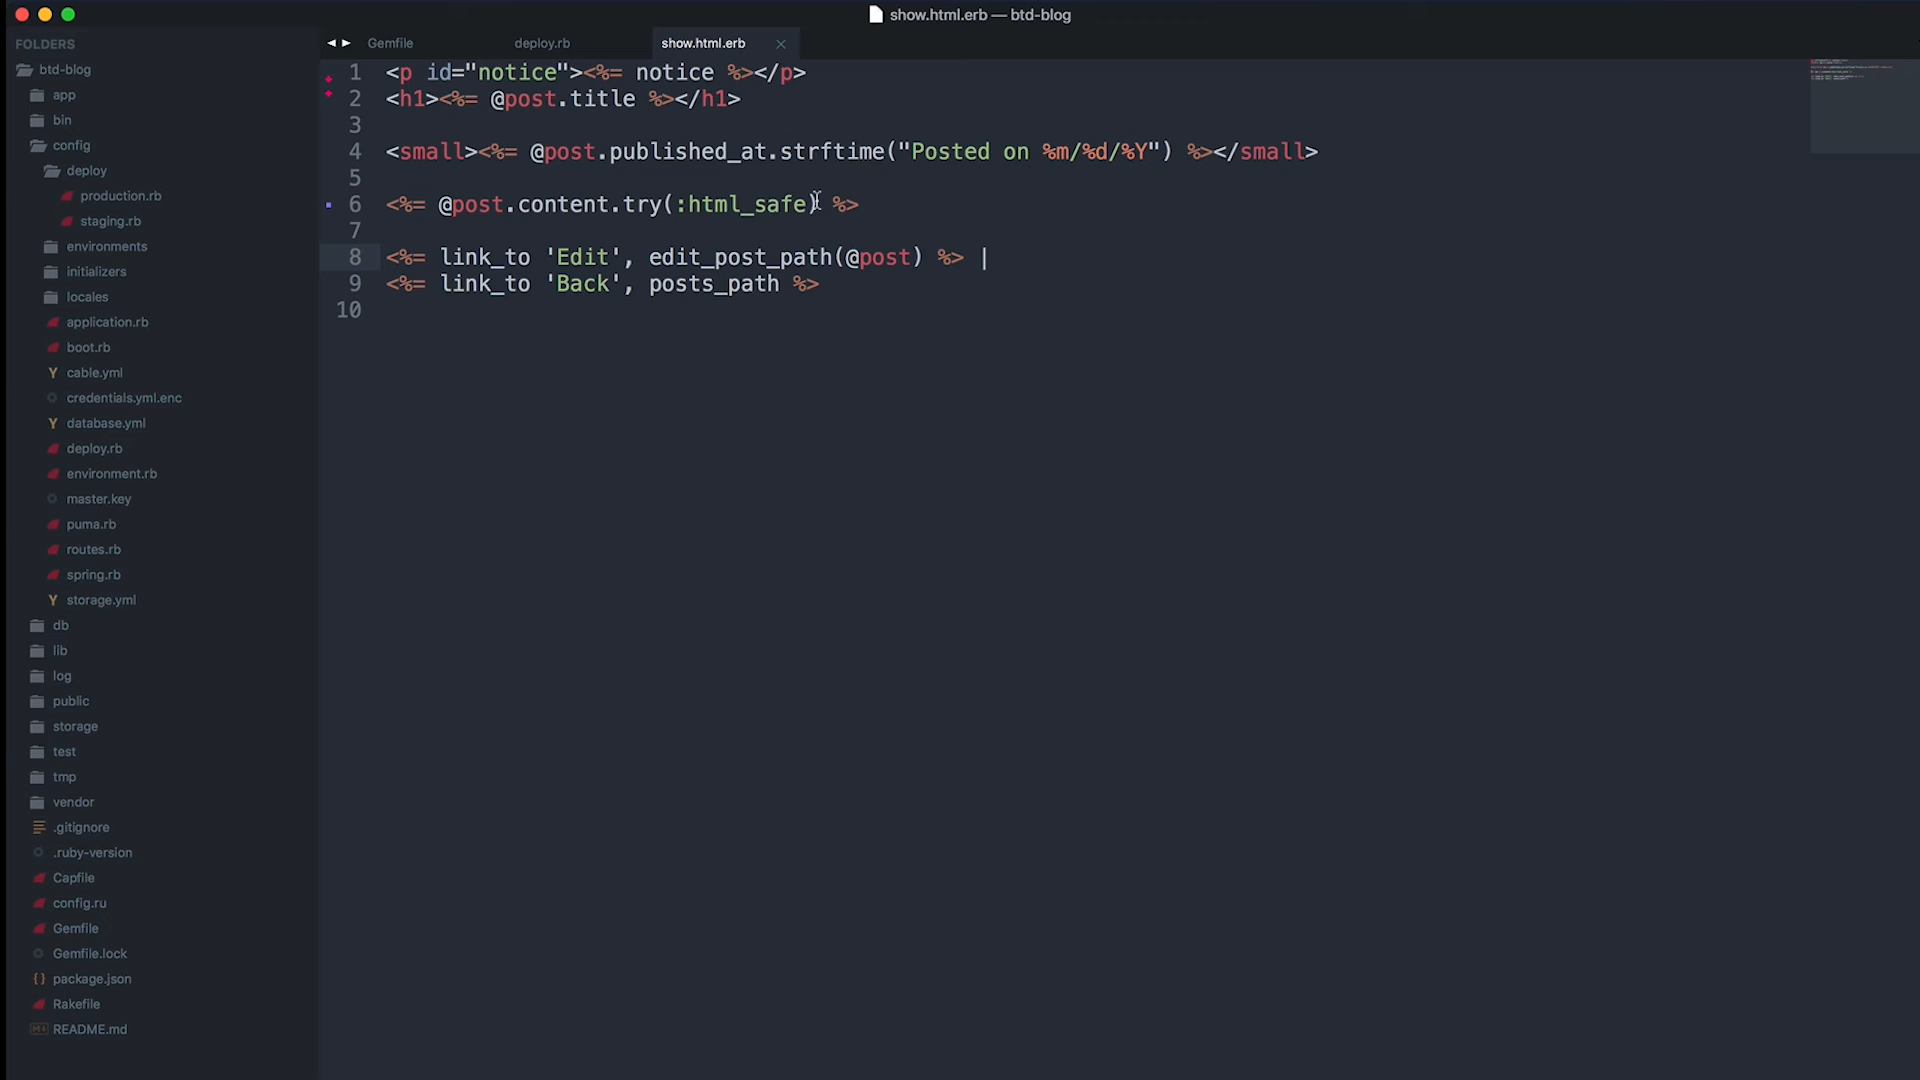 show.html.erb — btd-blog
FOLDERS
btd-blog
app
bin
config
deploy
production.rb
staging.rb
environments
initializers
locales
application.rb
boot.rb
Y cable.yml
credentials.yml.enc
Y database.yml
deploy.rb
environment.rb
master.key
puma.rb
routes.rb
spring.rb
Y storage.yml
db
lib
log
public
storage
test
tmp
vendor
.gitignore
.ruby-version
Capfile
config.ru
Gemfile
Gemfile.lock
{} package.json
Rakefile
README.md
Gemfile deploy.rb show.html.erb
1 <p id="notice"><%= notice %></p>
2 <h1><%= @post.title %></h1>
3
4 <small><%= @post.published_at.strftime("Posted on %m/%d/%Y") %></small>
5
6 <%= @post.content.try(:html_safe) %>
7
8 <%= link_to 'Edit', edit_post_path(@post) %> |
9 <%= link_to 'Back', posts_path %>
10